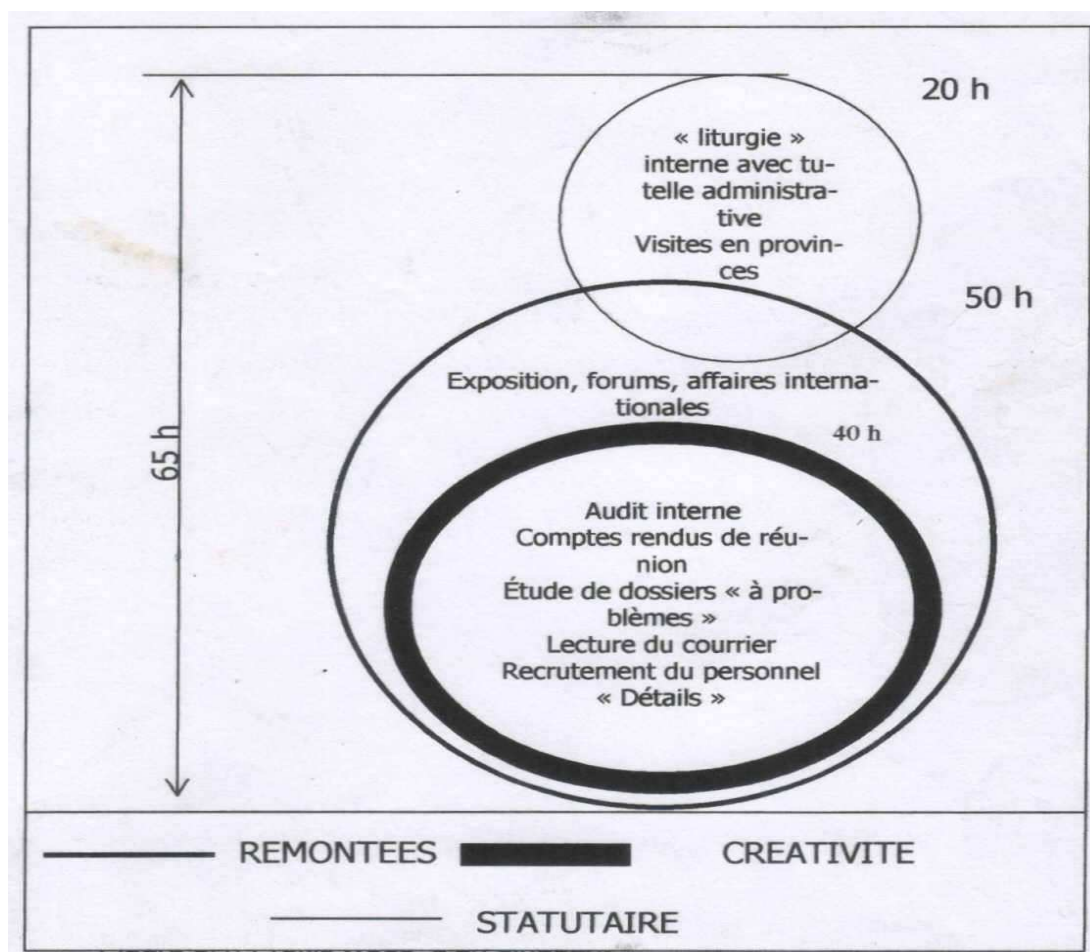 20 h
« liturgie »
interne avec tu-
telle administra-
tive
Visites en provin-
ces
50 h
Exposition, forums, affaires interna-
tionales
40 h
65 h
Audit interne
Comptes rendus de réu-
nion
Étude de dossiers « à pro-
blèmes »
Lecture du courrier
Recrutement du personnel
« Détails »
REMONTEES CREATIVITE
STATUTAIRE